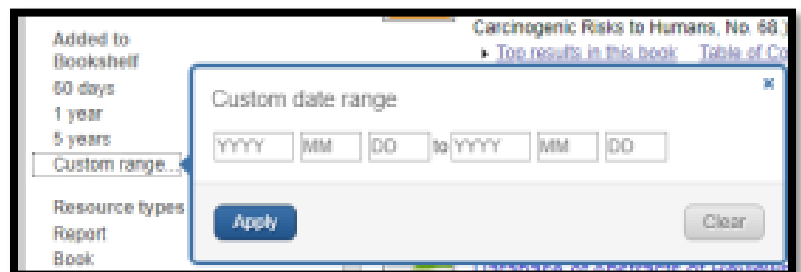 Carcinogenic Risks to Humans, No. 68.
Top results in this book Table of Co
Added to
Bookshelf
60 days
1 year
5 years
Custom range...
Resource types
Report
Book
Custom date range
×
YYYY MM DD to YYYY MM DD
Apply
Clear